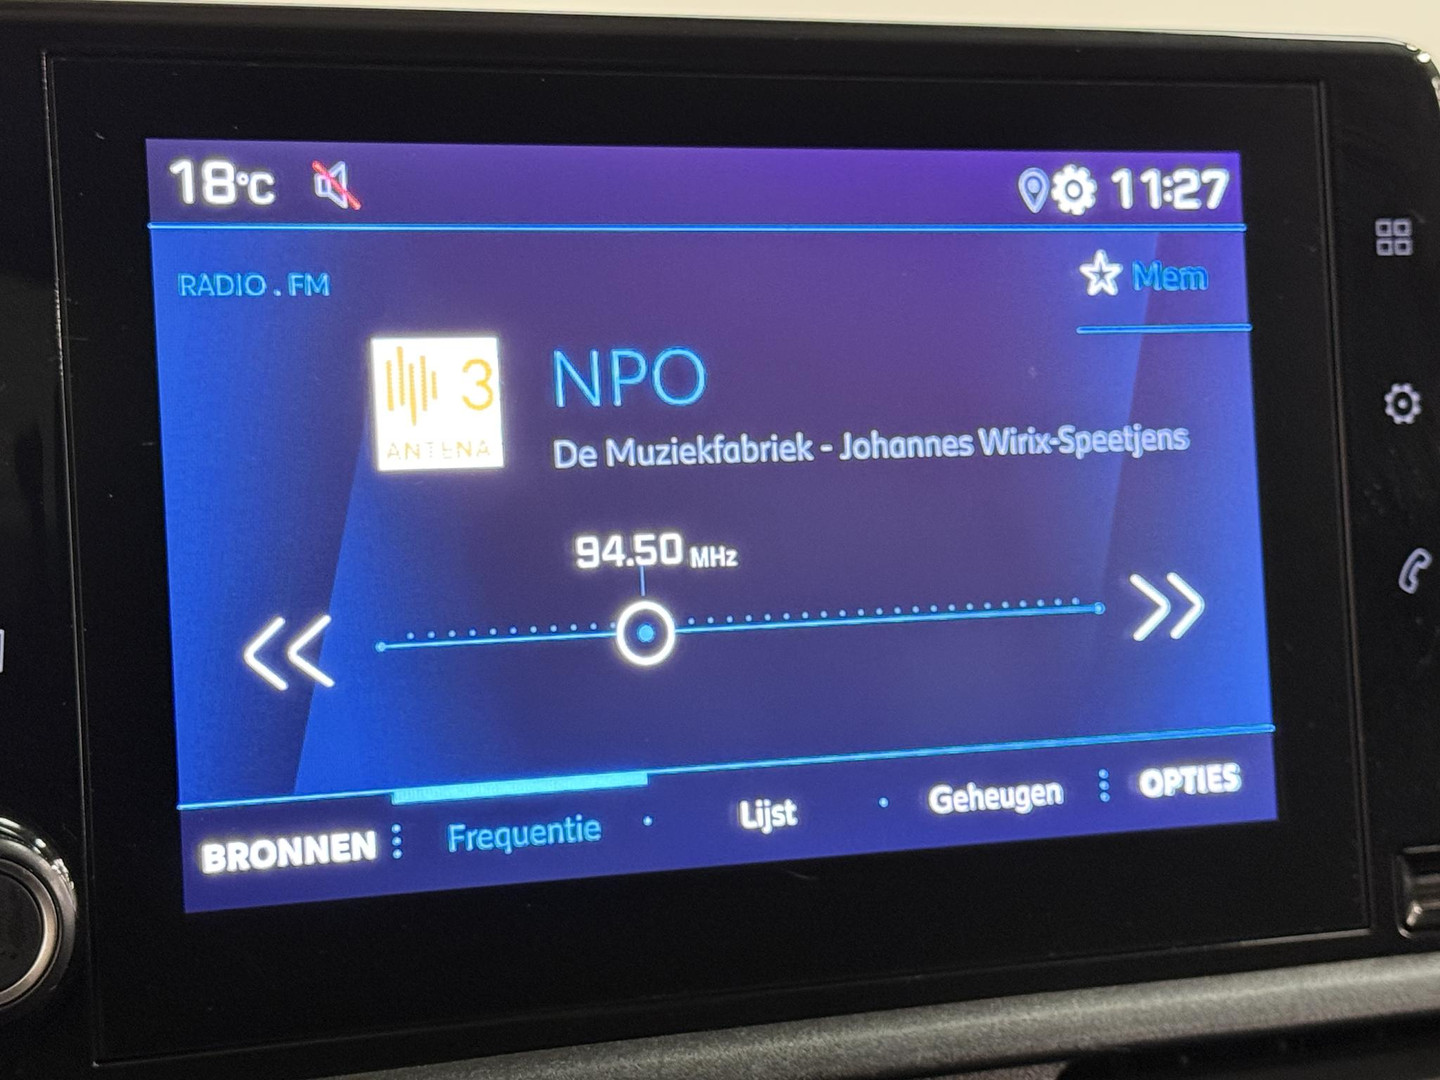 18°C 11:27
RADIO . FM
Mem
3
ANTENA
NPO
De Muziekfabriek - Johannes Wirix-Speetjens
94.50 MHz
BRONNEN Frequentie Lijst Geheugen OPTIES